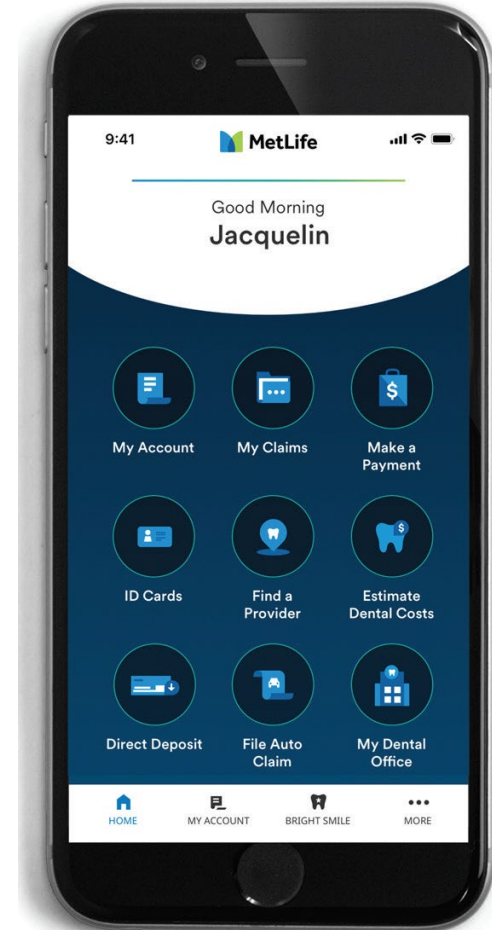 9:41
MetLife
Good Morning
Jacquelin
My Account
My Claims
Make a
Payment
ID Cards
Find a
Provider
Estimate
Dental Costs
Direct Deposit
File Auto
Claim
My Dental
Office
HOME
MY ACCOUNT
BRIGHT SMILE
MORE